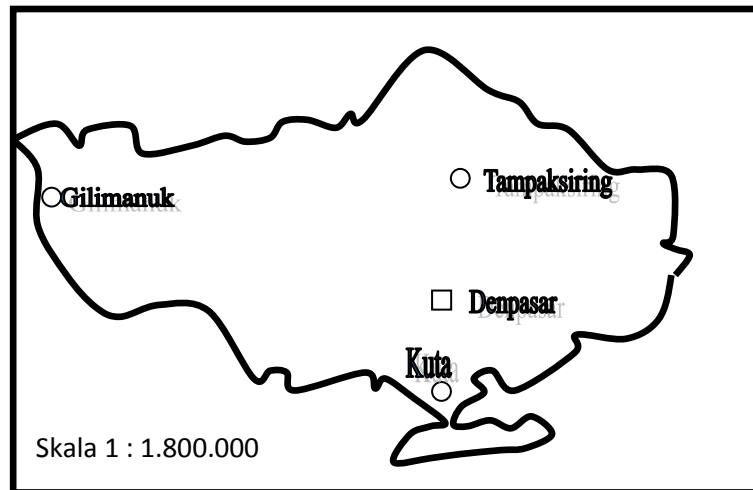 Tampaksiring
Gilimanuk
Denpasar
Kuta
Skala 1 : 1.800.000